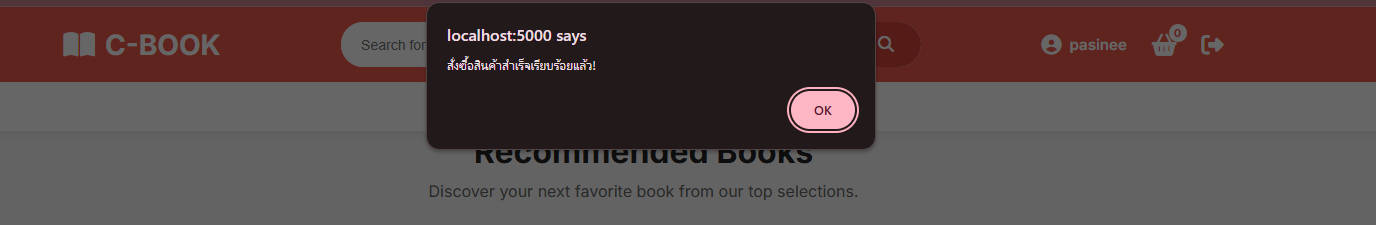 C-BOOK
Search for
localhost:5000 says
สั่งซื้อสินค้าสำเร็จเรียบร้อยแล้ว!
OK
pasinee
0
Recommended Books
Discover your next favorite book from our top selections.